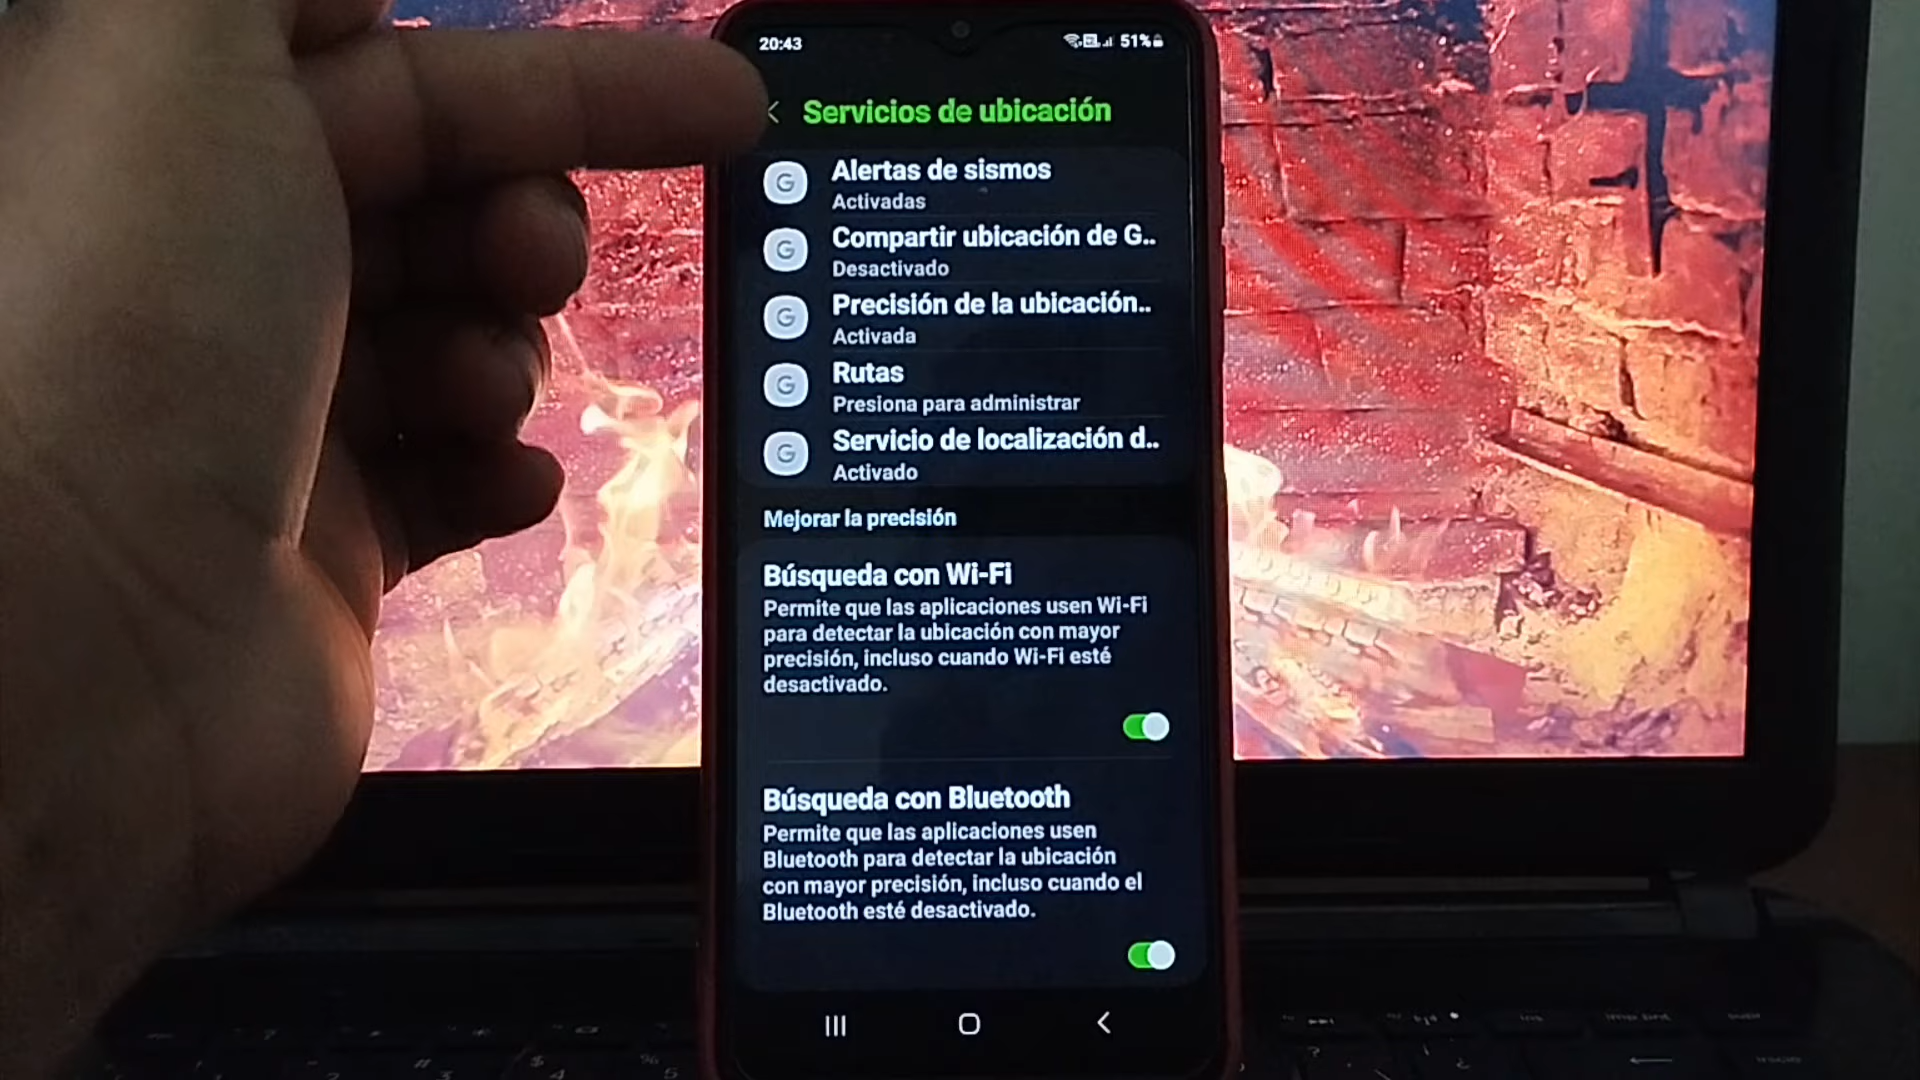 20:43
51%
Servicios de ubicación
Alertas de sismos
Activadas
Compartir ubicación de G..
Desactivado
Precisión de la ubicación..
Activada
Rutas
Presiona para administrar
Servicio de localización d..
Activado
Mejorar la precisión
Búsqueda con Wi-Fi
Permite que las aplicaciones usen Wi-Fi
para detectar la ubicación con mayor
precisión, incluso cuando Wi-Fi esté
desactivado.
Búsqueda con Bluetooth
Permite que las aplicaciones usen
Bluetooth para detectar la ubicación
con mayor precisión, incluso cuando el
Bluetooth esté desactivado.